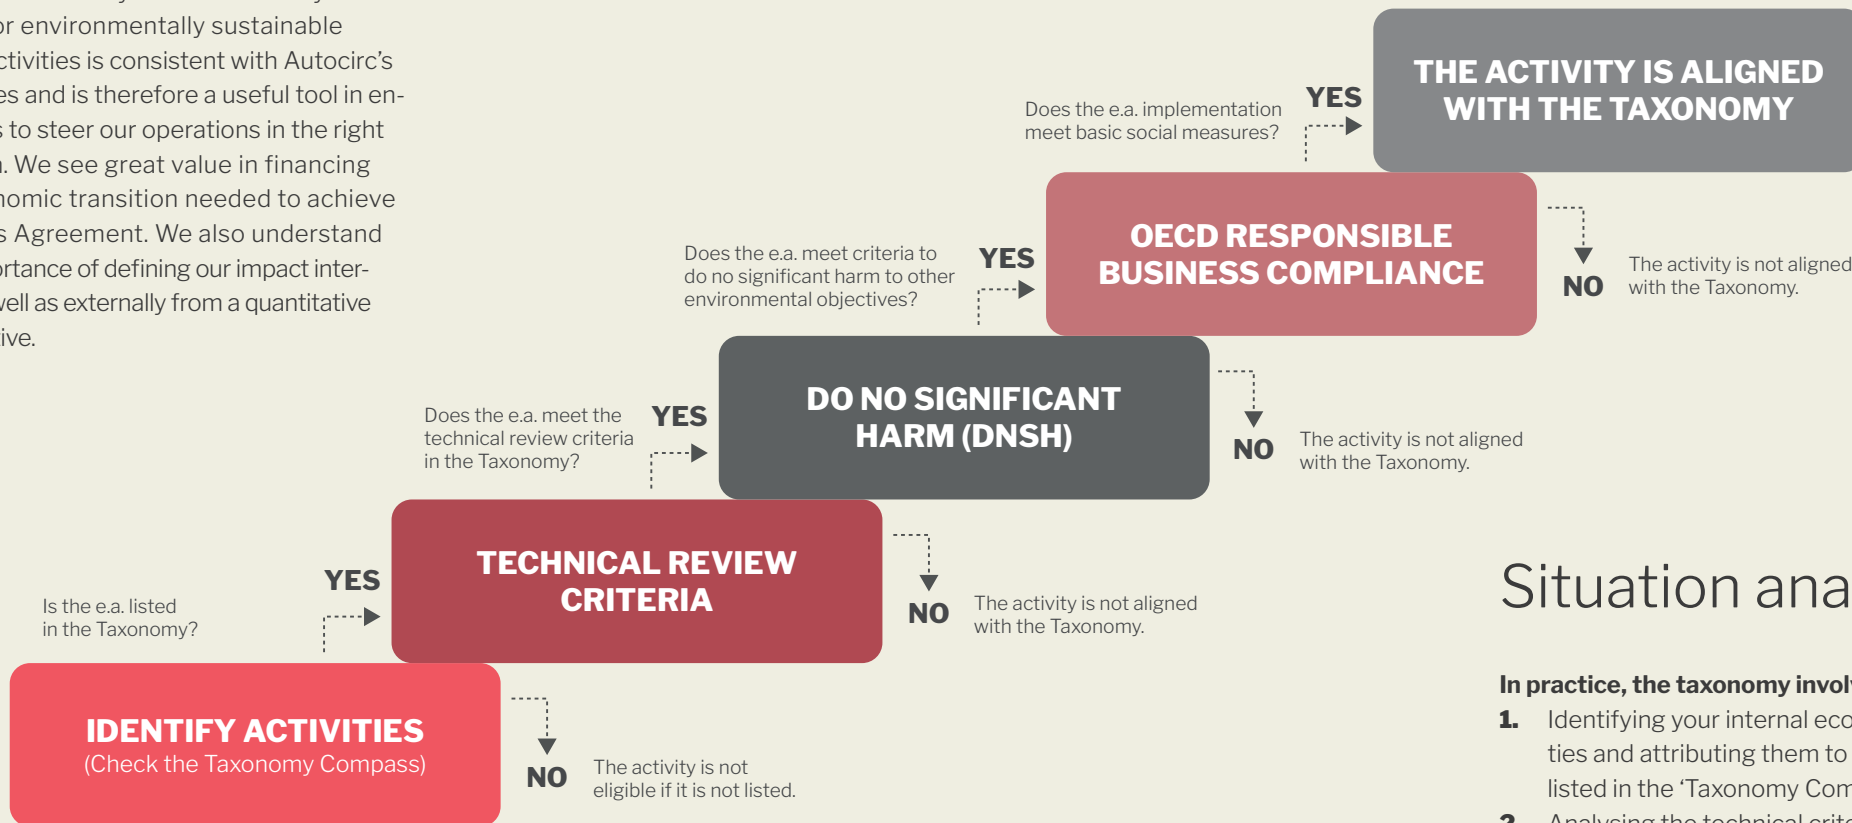 or environmentally sustainable
ctivities is consistent with Autocirc's
es and is therefore a useful tool in en-
s to steer our operations in the right
n. We see great value in financing
nomic transition needed to achieve
s Agreement. We also understand
ortance of defining our impact inter-
well as externally from a quantitative
tive.
THE ACTIVITY IS ALIGNED
WITH THE TAXONOMY
Does the e.a. implementation
meet basic social measures?
YES
OECD RESPONSIBLE
BUSINESS COMPLIANCE
NO
The activity is not aligned
with the Taxonomy.
Does the e.a. meet criteria to
do no significant harm to other
environmental objectives?
YES
DO NO SIGNIFICANT
HARM (DNSH)
NO
The activity is not aligned
with the Taxonomy.
Does the e.a. meet the
technical review criteria
in the Taxonomy?
YES
TECHNICAL REVIEW
CRITERIA
NO
The activity is not aligned
with the Taxonomy.
Is the e.a. listed
in the Taxonomy?
YES
IDENTIFY ACTIVITIES
(Check the Taxonomy Compass)
NO
The activity is not
eligible if it is not listed.
Situation ana
In practice, the taxonomy involv
1. Identifying your internal eco
ties and attributing them to
listed in the ‘Taxonomy Com
2. Analysing the technical crite